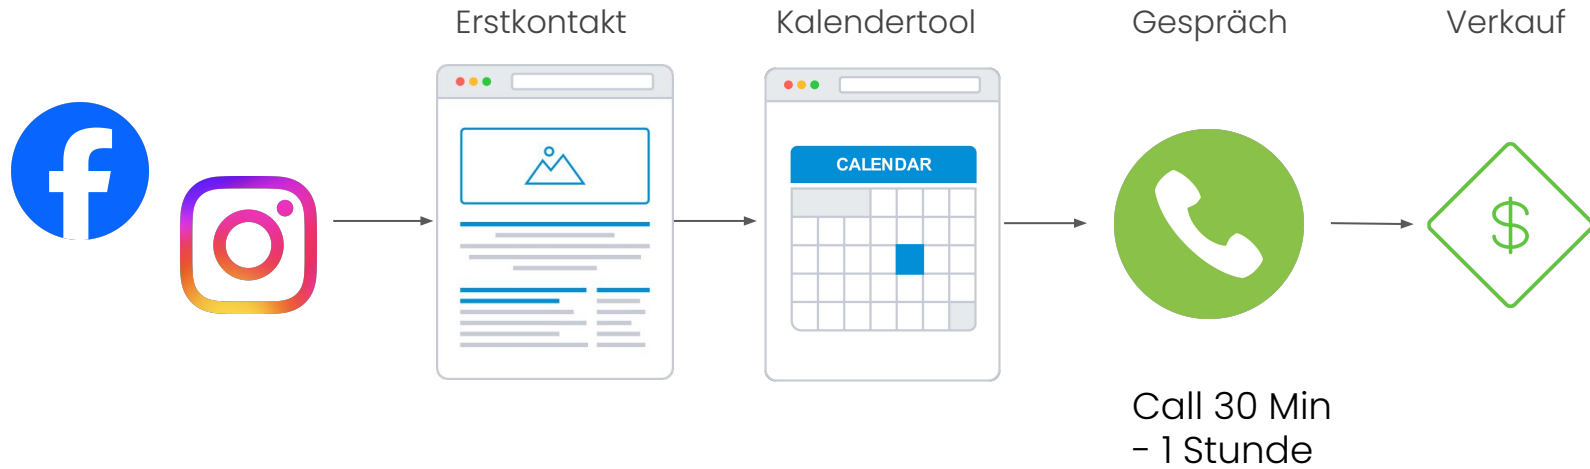 Erstkontakt
Kalendertool
Gespräch
Verkauf
CALENDAR
Call 30 Min
- 1 Stunde